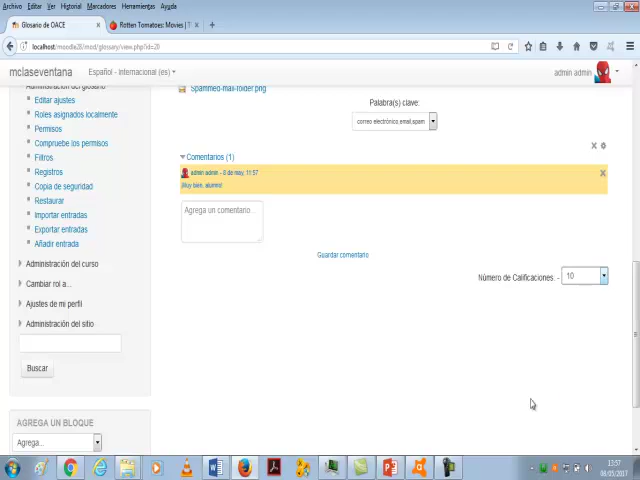 Archivo Editar Ver Historial Marcadores Herramientas Ayuda
Glosario de OACE
Rotten Tomatoes: Movies | T
localhost/moodle28/mod/glossary/view.php?id=20
mclaseventana
Español - Internacional (es)
admin admin
Administración del glosario
Editar ajustes
Roles asignados localmente
Permisos
Compruebe los permisos
Filtros
Registros
Copia de seguridad
Restaurar
Importar entradas
Exportar entradas
Añadir entrada
Administración del curso
Cambiar rol a...
Ajustes de mi perfil
Administración del sitio
Buscar
AGREGA UN BLOQUE
Agrega...
Spammed-mail-folder.png
Palabra(s) clave:
correo electrónico,email,spam
Comentarios (1)
admin admin - 8 de may, 11:57
¡Muy bien, alumno!
Agrega un comentario...
Guardar comentario
Número de Calificaciones: -
10
13:57
08/05/2017